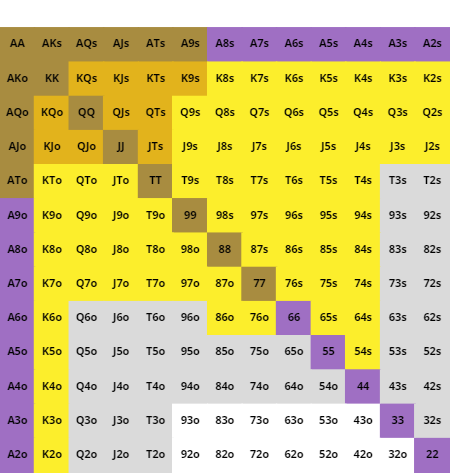 AA AKs AQs AJs ATs A9s A8s A7s A6s A5s A4s A3s A2s
AKo KK KQs KJs KTs K9s K8s K7s K6s K5s K4s K3s K2s
AQo KQo QQ QJs QTs Q9s Q8s Q7s Q6s Q5s Q4s Q3s Q2s
AJo KJo QJo JJ JTs J9s J8s J7s J6s J5s J4s J3s J2s
ATo KTo QTo JTo TT T9s T8s T7s T6s T5s T4s T3s T2s
A9o K9o Q9o J9o T9o 99 98s 97s 96s 95s 94s 93s 92s
A8o K8o Q8o J8o T8o 98o 88 87s 86s 85s 84s 83s 82s
A7o K7o Q7o J7o T7o 97o 87o 77 76s 75s 74s 73s 72s
A6o K6o Q6o J6o T6o 96o 86o 76o 66 65s 64s 63s 62s
A5o K5o Q5o J5o T5o 95o 85o 75o 65o 55 54s 53s 52s
A4o K4o Q4o J4o T4o 94o 84o 74o 64o 54o 44 43s 42s
A3o K3o Q3o J3o T3o 93o 83o 73o 63o 53o 43o 33 32s
A2o K2o Q2o J2o T2o 92o 82o 72o 62o 52o 42o 32o 22